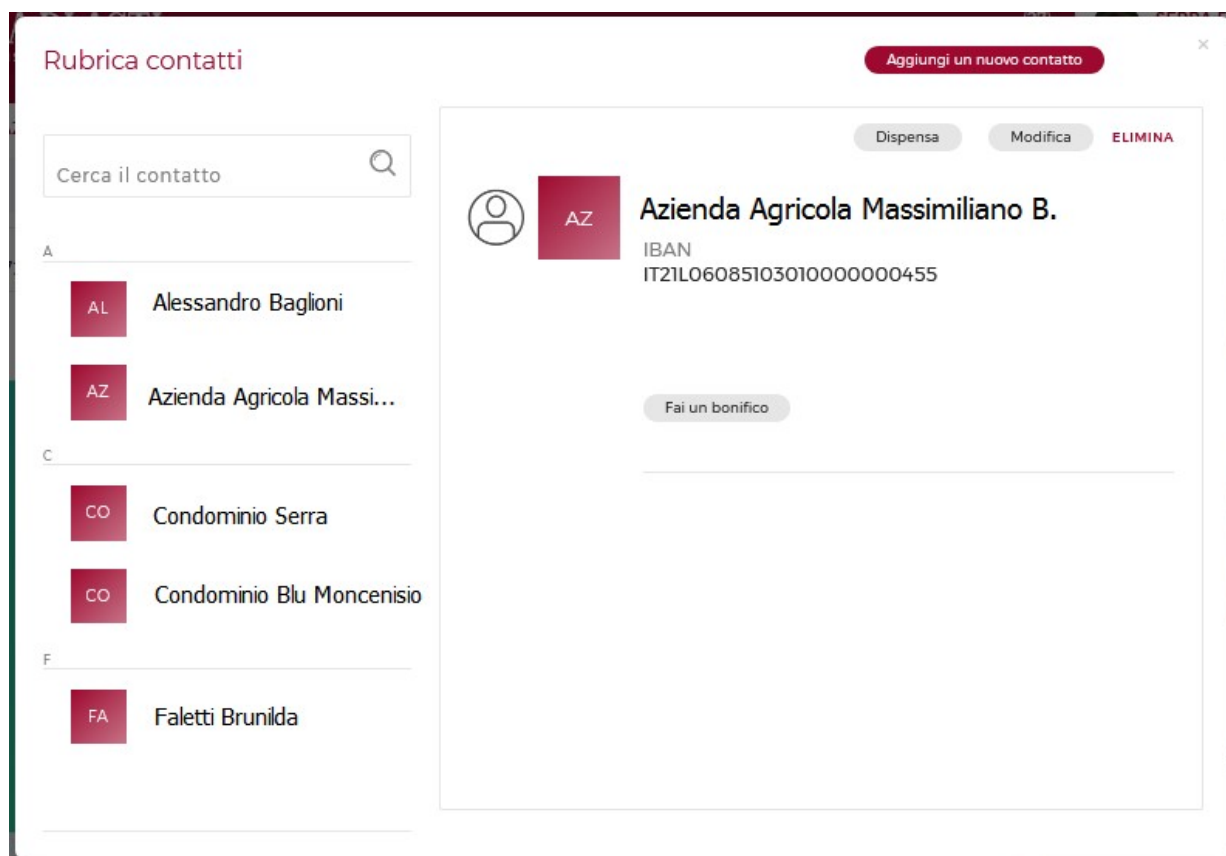 Rubrica contatti
Aggiungi un nuovo contatto
×
Cerca il contatto
A
AL
Alessandro Baglioni
AZ
Azienda Agricola Massi...
C
CO
Condominio Serra
CO
Condominio Blu Moncenisio
F
FA
Faletti Brunilda
Dispensa
Modifica
ELIMINA
AZ
Azienda Agricola Massimiliano B.
IBAN
IT21L06085103010000000455
Fai un bonifico